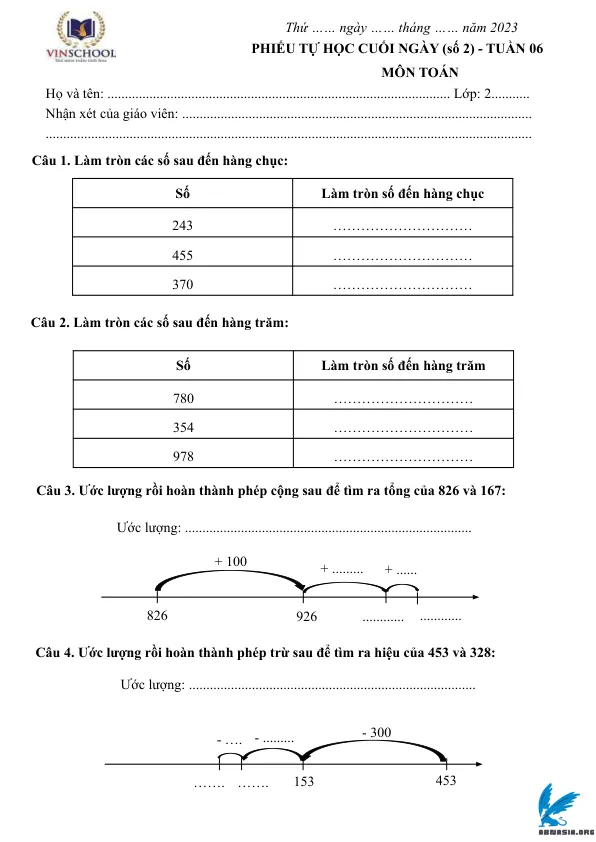 Thứ …… ngày …… tháng …… năm 2023
VINSCHOOL
PHIẾU TỰ HỌC CUỐI NGÀY (số 2) - TUẦN 06
MÔN TOÁN
Họ và tên: .................................................................................................. Lớp: 2...........
Nhận xét của giáo viên: ....................................................................................................
...........................................................................................................................................
Câu 1. Làm tròn các số sau đến hàng chục:
Số Làm tròn số đến hàng chục
243 …………………………
455 …………………………
370 …………………………
Câu 2. Làm tròn các số sau đến hàng trăm:
Số Làm tròn số đến hàng trăm
780 …………………………
354 …………………………
978 …………………………
Câu 3. Ước lượng rồi hoàn thành phép cộng sau để tìm ra tổng của 826 và 167:
Ước lượng: ..................................................................................
+ 100 + ......... + ......
826 926 ............ ............
Câu 4. Ước lượng rồi hoàn thành phép trừ sau để tìm ra hiệu của 453 và 328:
Ước lượng: ..................................................................................
- …. - ......... - 300
……. ……. 153 453
ABNASIA.ORG